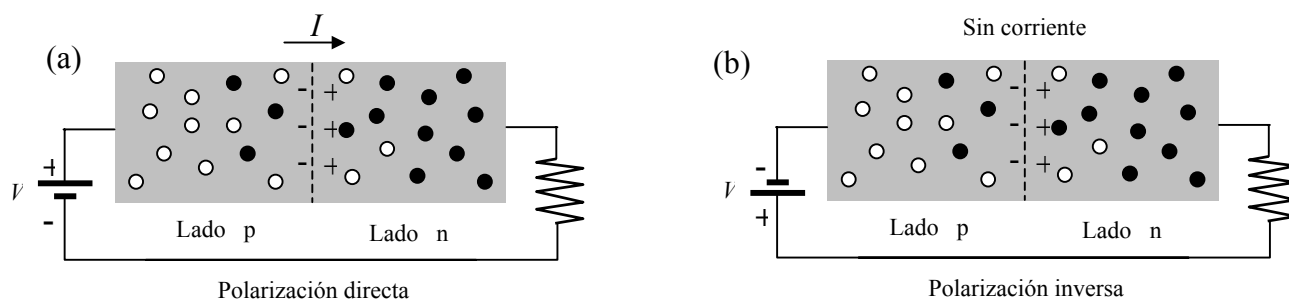 (a)
I
- +
- +
- +
+
V
-
Lado p Lado n
Polarización directa
Sin corriente
(b)
- +
- +
- +
-
V
+
Lado p Lado n
Polarización inversa